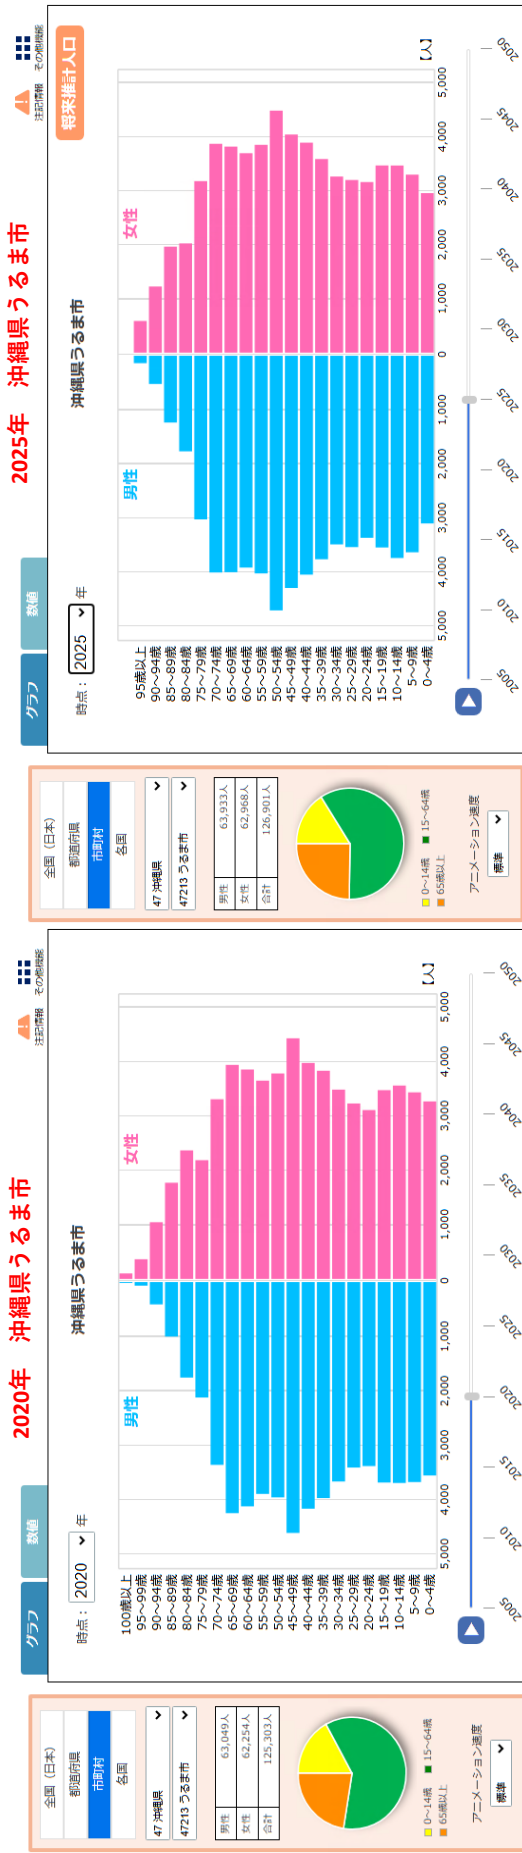 2020年　沖縄県うるま市
グラフ
数値
注記情報
その他機能
全国（日本）
都道府県
市町村
各国
47 沖縄県
47213 うるま市
男性 63,049人
女性 62,254人
合計 125,303人
0～14歳
15～64歳
65歳以上
アニメーション速度
標準
時点： 2020 年
沖縄県うるま市
男性
女性
100歳以上
95～99歳
90～94歳
85～89歳
80～84歳
75～79歳
70～74歳
65～69歳
60～64歳
55～59歳
50～54歳
45～49歳
40～44歳
35～39歳
30～34歳
25～29歳
20～24歳
15～19歳
10～14歳
5～9歳
0～4歳
5,000 4,000 3,000 2,000 1,000 0 1,000 2,000 3,000 4,000 5,000
【人】
2005 2010 2015 2020 2025 2030 2035 2040 2045 2050
2025年　沖縄県うるま市
グラフ
数値
注記情報
その他機能
将来推計人口
全国（日本）
都道府県
市町村
各国
47 沖縄県
47213 うるま市
男性 63,933人
女性 62,968人
合計 126,901人
0～14歳
15～64歳
65歳以上
アニメーション速度
標準
時点： 2025 年
沖縄県うるま市
男性
女性
95歳以上
90～94歳
85～89歳
80～84歳
75～79歳
70～74歳
65～69歳
60～64歳
55～59歳
50～54歳
45～49歳
40～44歳
35～39歳
30～34歳
25～29歳
20～24歳
15～19歳
10～14歳
5～9歳
0～4歳
5,000 4,000 3,000 2,000 1,000 0 1,000 2,000 3,000 4,000 5,000
【人】
2005 2010 2015 2020 2025 2030 2035 2040 2045 2050